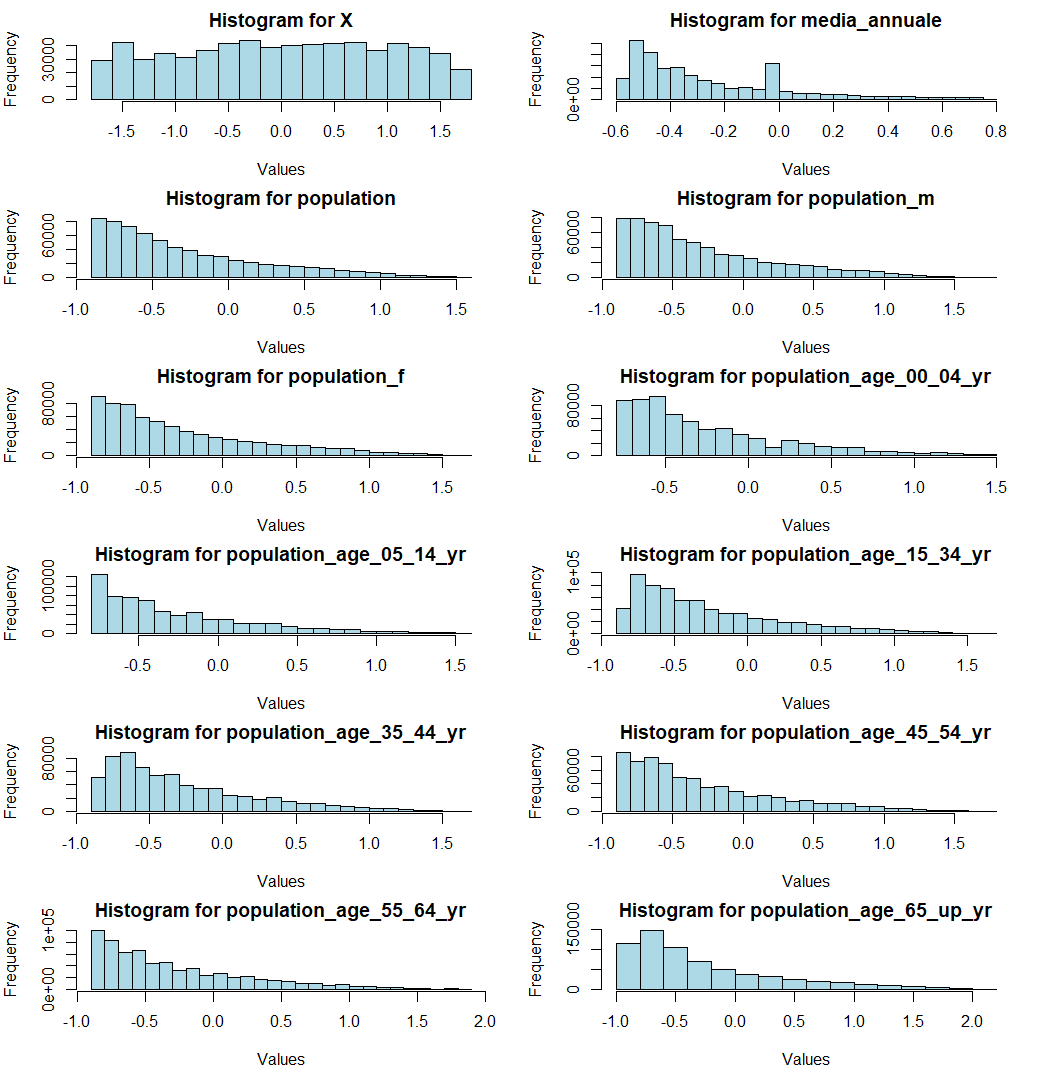 Histogram for X
Frequency
0 30000
-1.5 -1.0 -0.5 0.0 0.5 1.0 1.5
Values
Histogram for media_annuale
Frequency
0e+00
-0.6 -0.4 -0.2 0.0 0.2 0.4 0.6 0.8
Values
Histogram for population
Frequency
0 60000
-1.0 -0.5 0.0 0.5 1.0 1.5
Values
Histogram for population_m
Frequency
0 60000
-1.0 -0.5 0.0 0.5 1.0 1.5
Values
Histogram for population_f
Frequency
0 80000
-1.0 -0.5 0.0 0.5 1.0 1.5
Values
Histogram for population_age_00_04_yr
Frequency
0 80000
-0.5 0.0 0.5 1.0 1.5
Values
Histogram for population_age_05_14_yr
Frequency
0 100000
-0.5 0.0 0.5 1.0 1.5
Values
Histogram for population_age_15_34_yr
Frequency
0e+00 1e+05
-1.0 -0.5 0.0 0.5 1.0 1.5
Values
Histogram for population_age_35_44_yr
Frequency
0 80000
-1.0 -0.5 0.0 0.5 1.0 1.5
Values
Histogram for population_age_45_54_yr
Frequency
0 60000
-1.0 -0.5 0.0 0.5 1.0 1.5
Values
Histogram for population_age_55_64_yr
Frequency
0e+00 1e+05
-1.0 -0.5 0.0 0.5 1.0 1.5 2.0
Values
Histogram for population_age_65_up_yr
Frequency
0 150000
-1.0 -0.5 0.0 0.5 1.0 1.5 2.0
Values